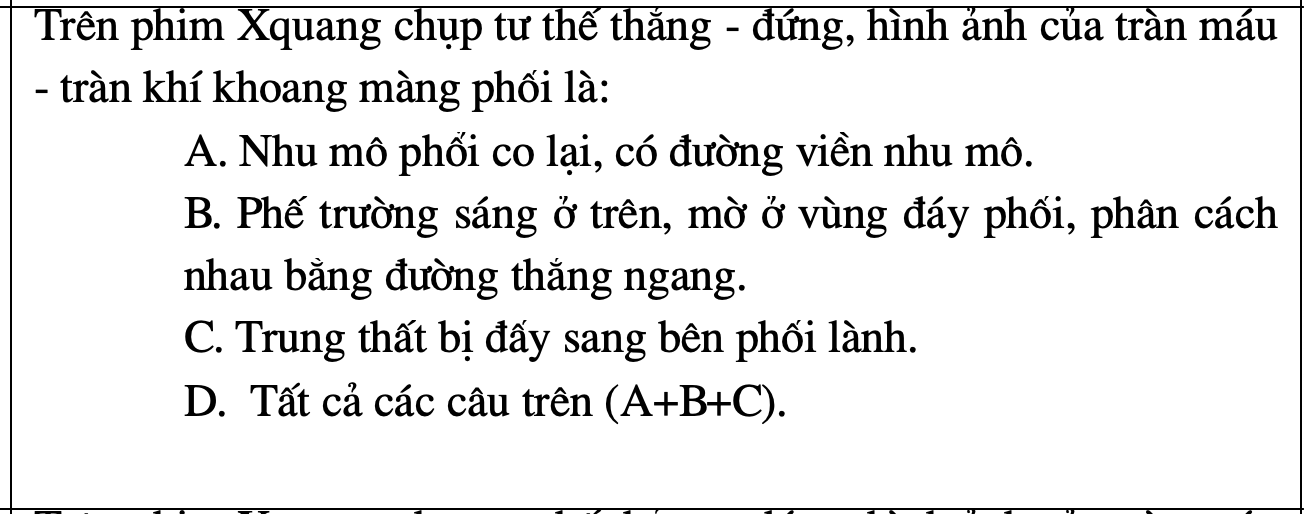 Trên phim Xquang chụp tư thế thẳng - đứng, hình ảnh của tràn máu
- tràn khí khoang màng phổi là:
A. Nhu mô phổi co lại, có đường viền nhu mô.
B. Phế trường sáng ở trên, mờ ở vùng đáy phổi, phân cách
nhau bằng đường thẳng ngang.
C. Trung thất bị đẩy sang bên phổi lành.
D. Tất cả các câu trên (A+B+C).